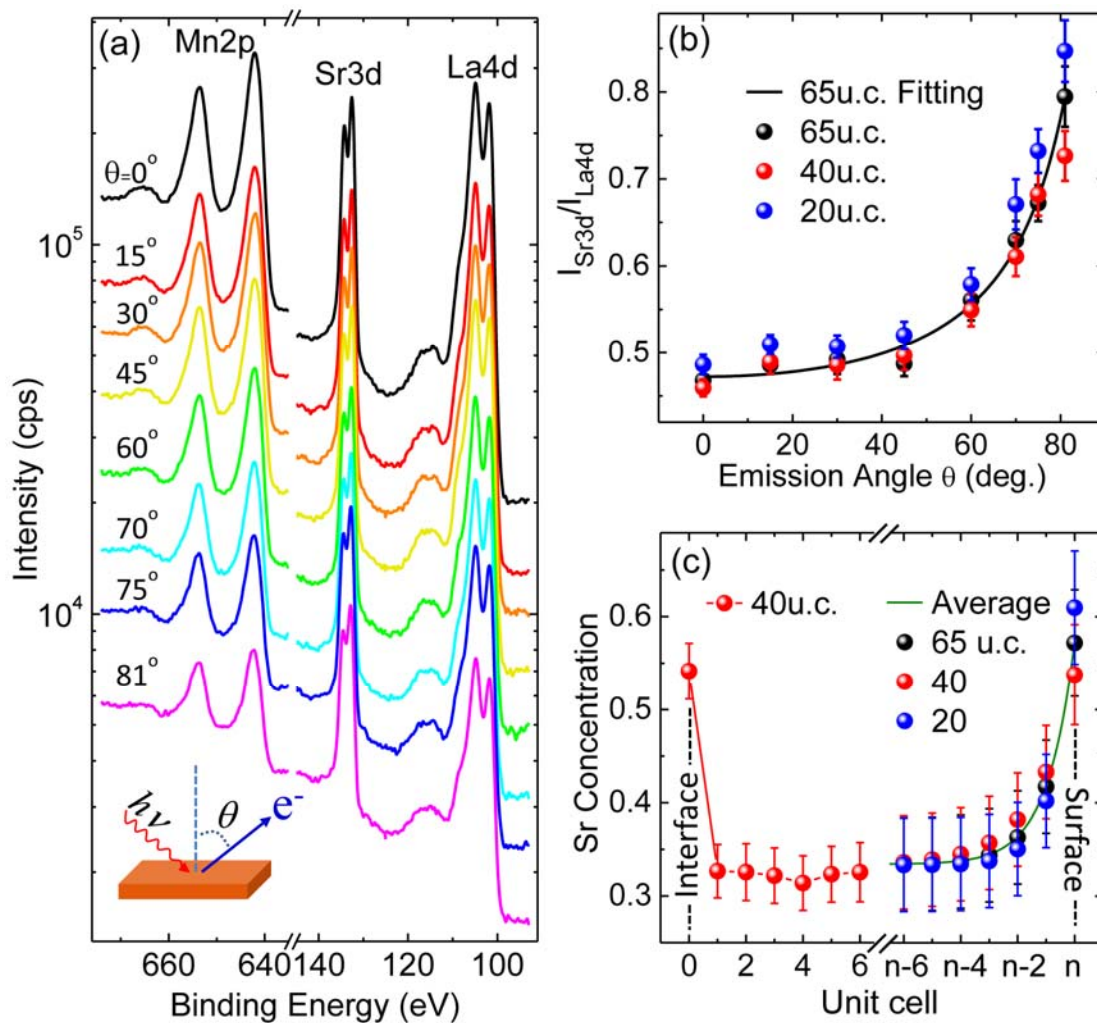 (a)
Mn2p
Sr3d
La4d
θ=0°
15°
30°
45°
60°
70°
75°
81°
10⁵
10⁴
Intensity (cps)
hν
θ
e⁻
660 640 140 120 100
Binding Energy (eV)
(b)
65u.c. Fitting
65u.c.
40u.c.
20u.c.
0.8
0.7
0.6
0.5
I_Sr3d/I_La4d
0 20 40 60 80
Emission Angle θ (deg.)
(c)
40u.c.
Average
65 u.c.
40
20
0.6
0.5
0.4
0.3
Sr Concentration
Interface
Surface
0 2 4 6 n-6 n-4 n-2 n
Unit cell